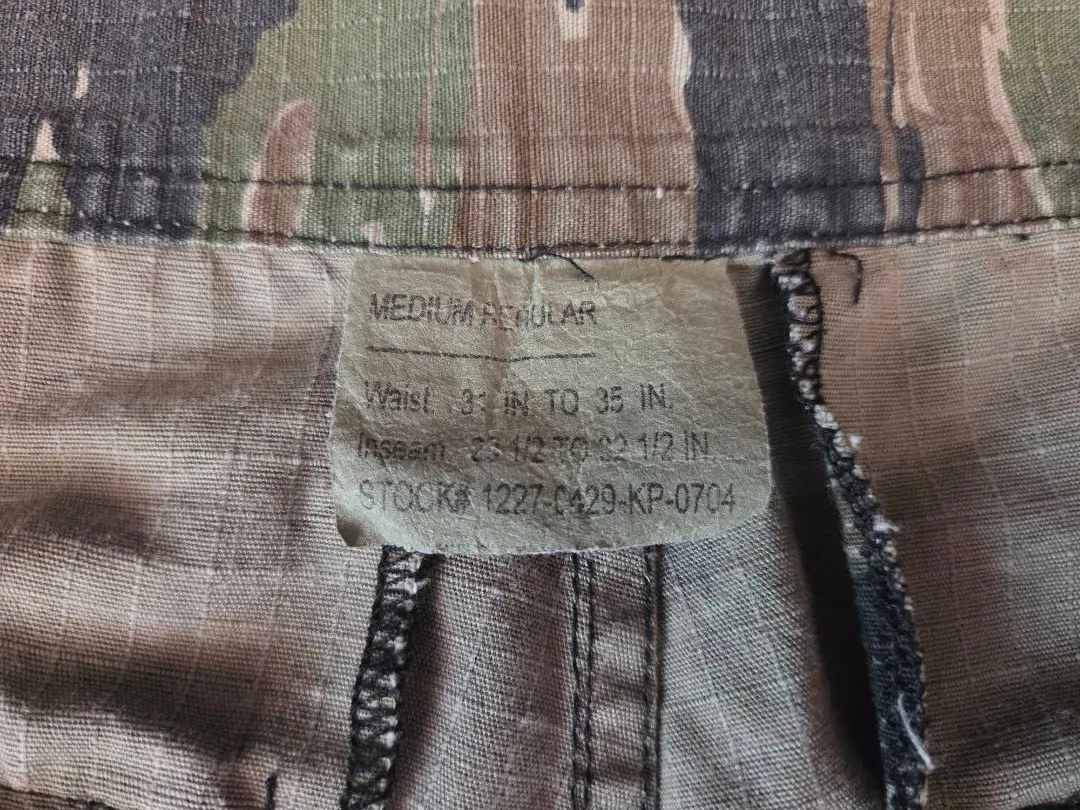 MEDIUM REGULAR
Waist. 31 IN. TO 35 IN.
Inseam 1/2 TO 32 1/2 IN.
STOCK# 1227-0429-KP-0704